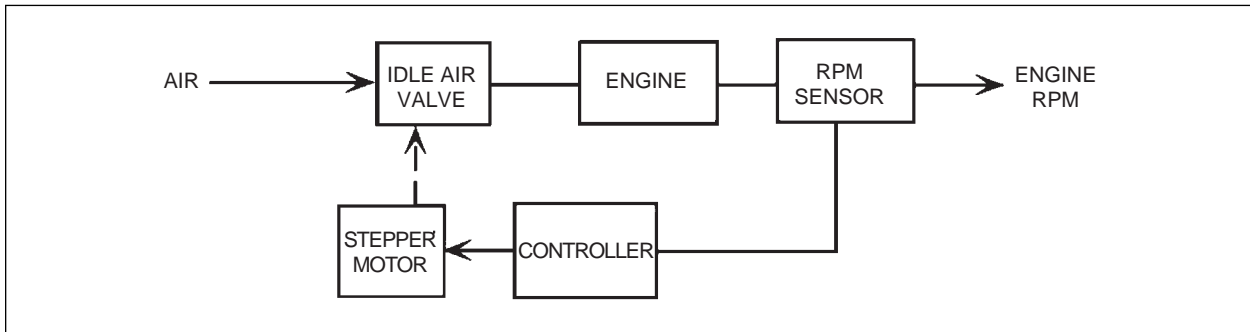 AIR
IDLE AIR
VALVE
ENGINE
RPM
SENSOR
ENGINE
RPM
STEPPER
MOTOR
CONTROLLER